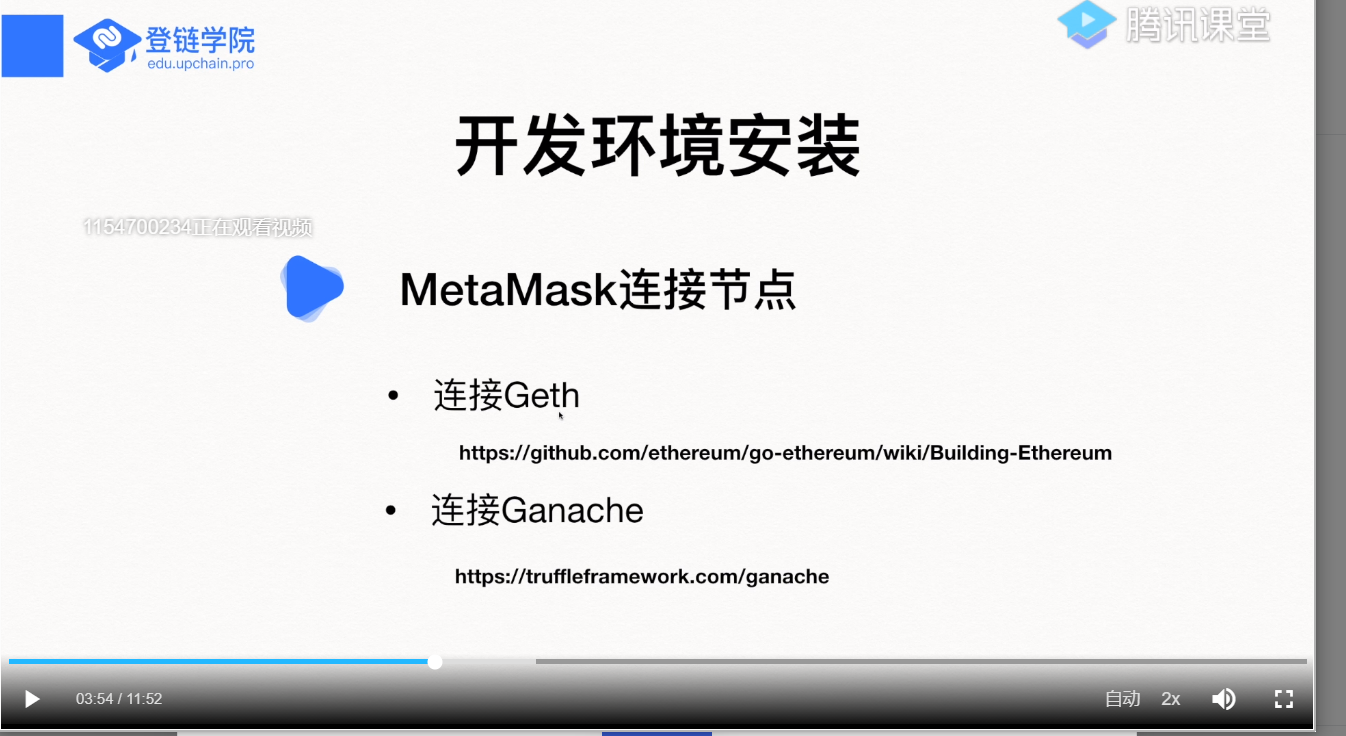 登链学院
edu.upchain.pro
腾讯课堂
开发环境安装
1154700234正在观看视频
MetaMask连接节点
• 连接Geth
https://github.com/ethereum/go-ethereum/wiki/Building-Ethereum
• 连接Ganache
https://truffleframework.com/ganache
03:54 / 11:52
自动 2x